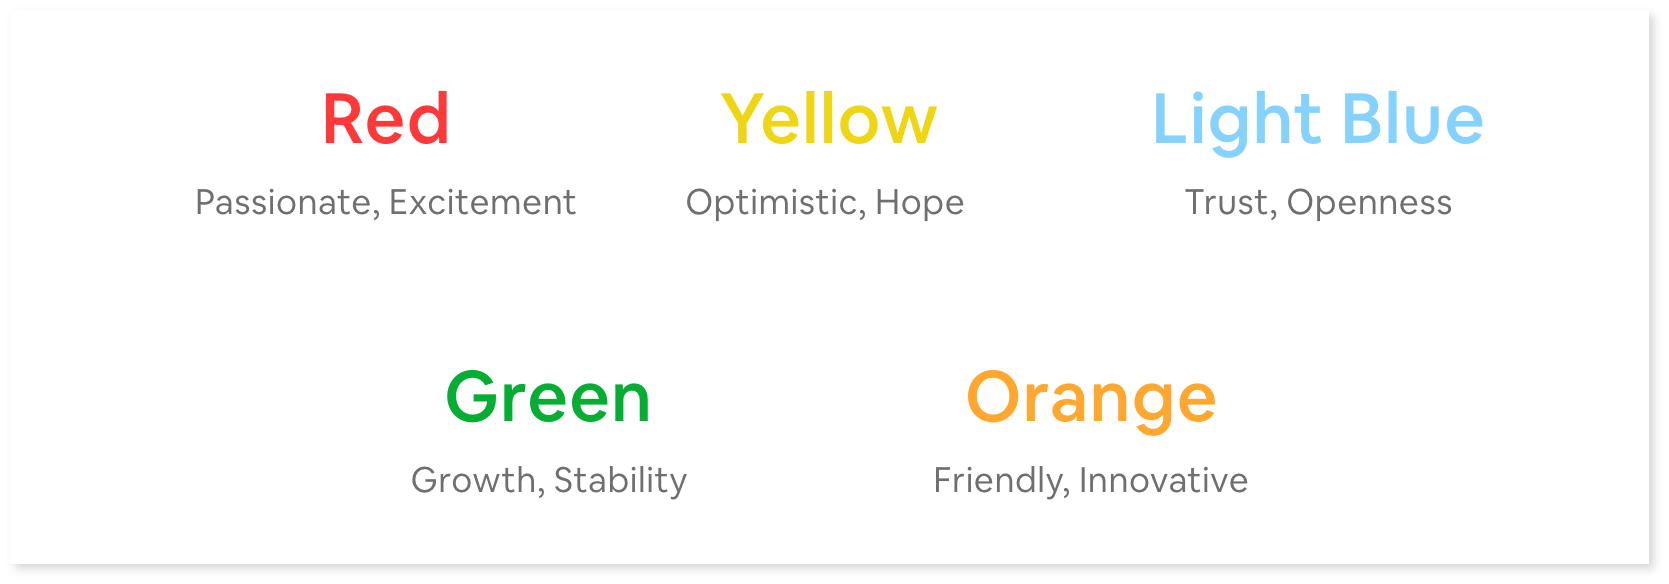 Red
Yellow
Light Blue
Passionate, Excitement
Optimistic, Hope
Trust, Openness
Green
Orange
Growth, Stability
Friendly, Innovative